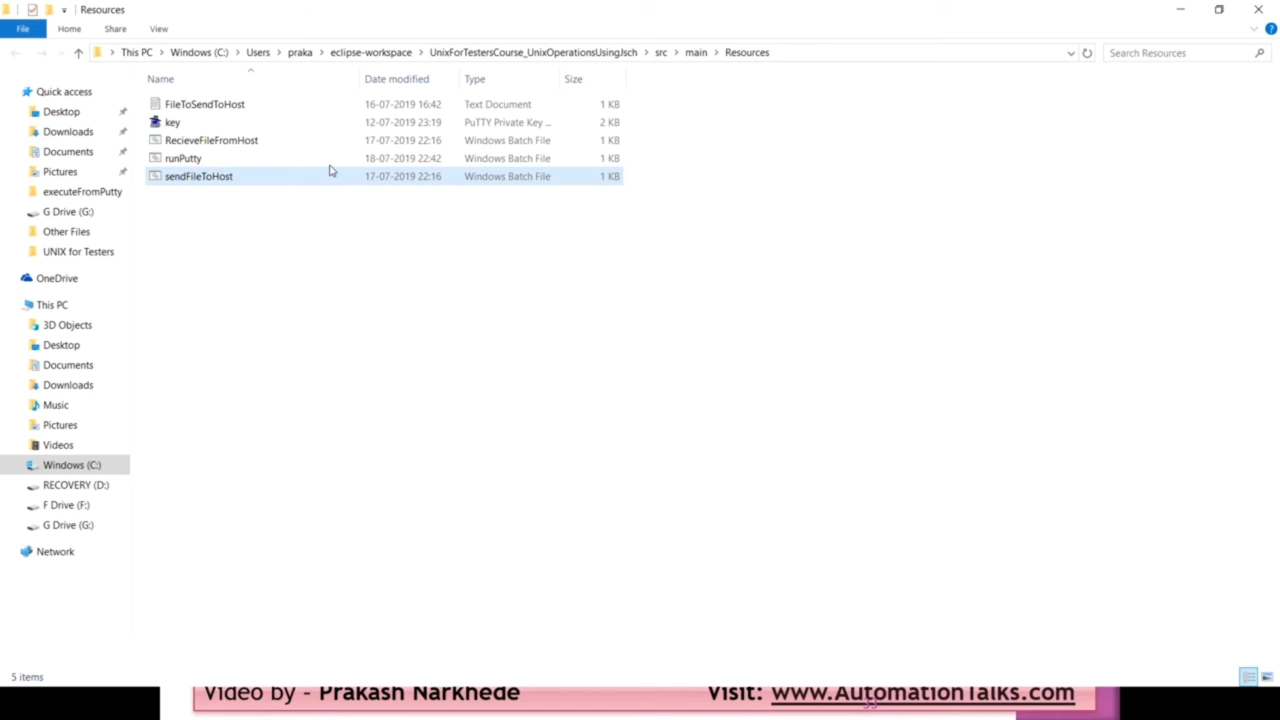 Resources
File Home Share View
This PC Windows (C:) Users praka eclipse-workspace UnixForTestersCourse_UnixOperationsUsingJsch src main Resources Search Resources
Name Date modified Type Size
FileToSendToHost 16-07-2019 16:42 Text Document 1 KB
key 12-07-2019 23:19 PuTTY Private Key ... 2 KB
RecieveFileFromHost 17-07-2019 22:16 Windows Batch File 1 KB
runPutty 18-07-2019 22:42 Windows Batch File 1 KB
sendFileToHost 17-07-2019 22:16 Windows Batch File 1 KB
Quick access
Desktop
Downloads
Documents
Pictures
executeFromPutty
G Drive (G:)
Other Files
UNIX for Testers
OneDrive
This PC
3D Objects
Desktop
Documents
Downloads
Music
Pictures
Videos
Windows (C:)
RECOVERY (D:)
F Drive (F:)
G Drive (G:)
Network
5 items
Video by - Prakash Narkhede Visit: www.AutomationTalks.com